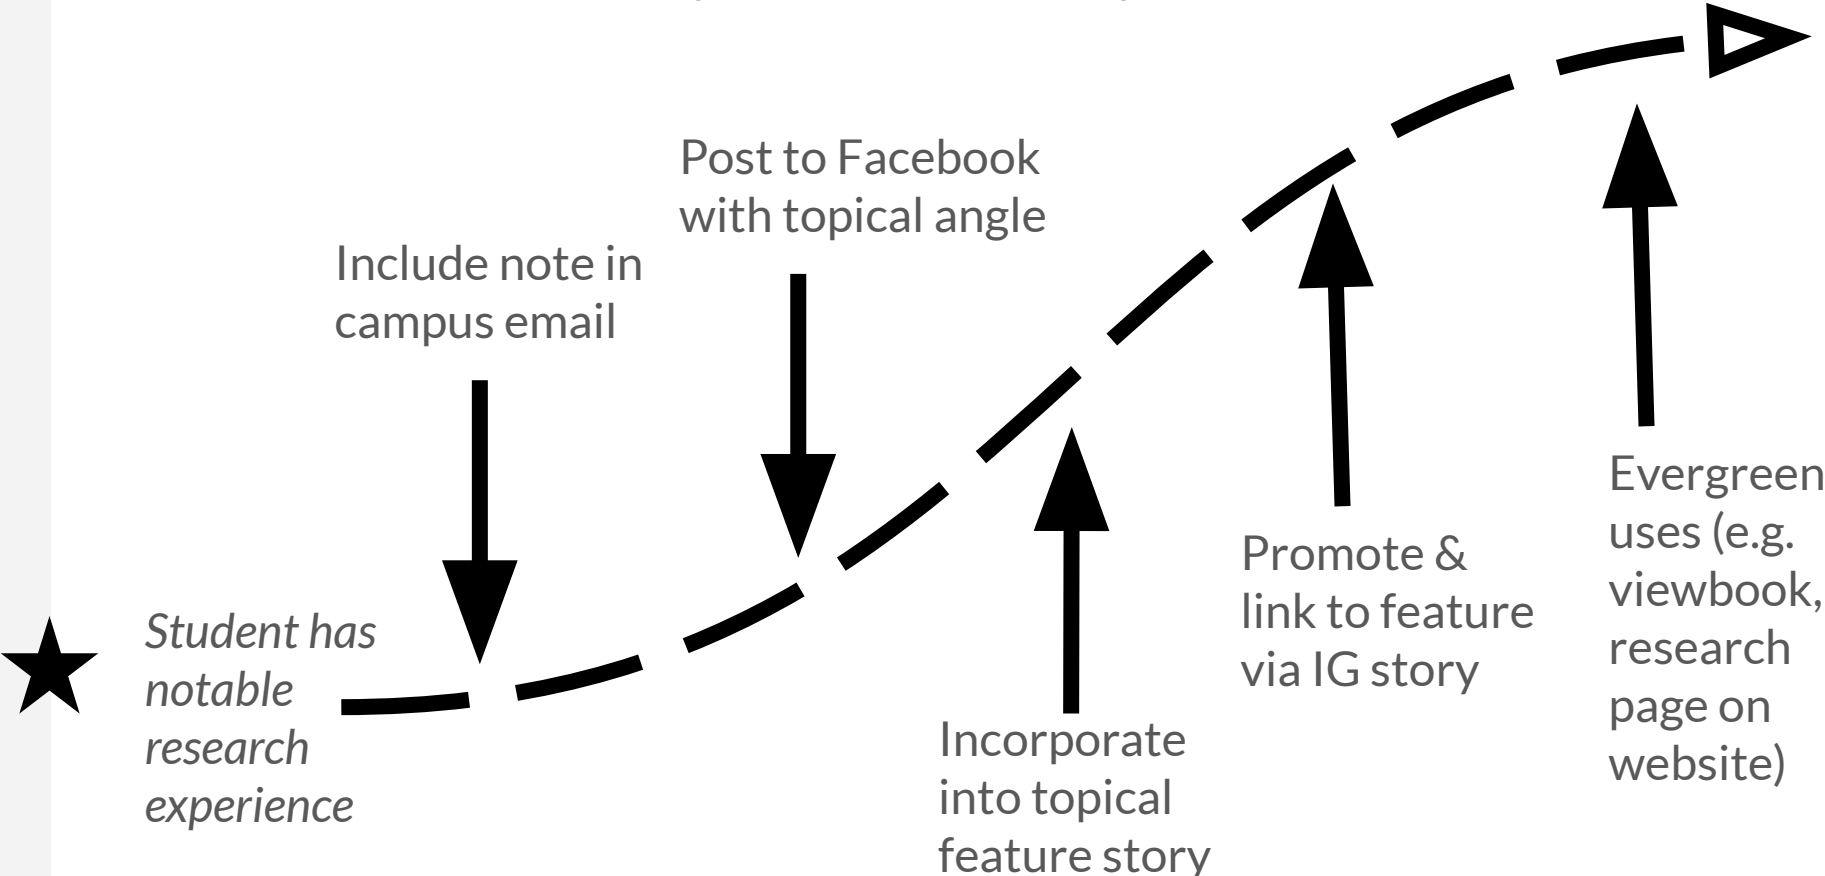 Post to Facebook
with topical angle
Include note in
campus email
Student has
notable
research
experience
Incorporate
into topical
feature story
Promote &
link to feature
via IG story
Evergreen
uses (e.g.
viewbook,
research
page on
website)